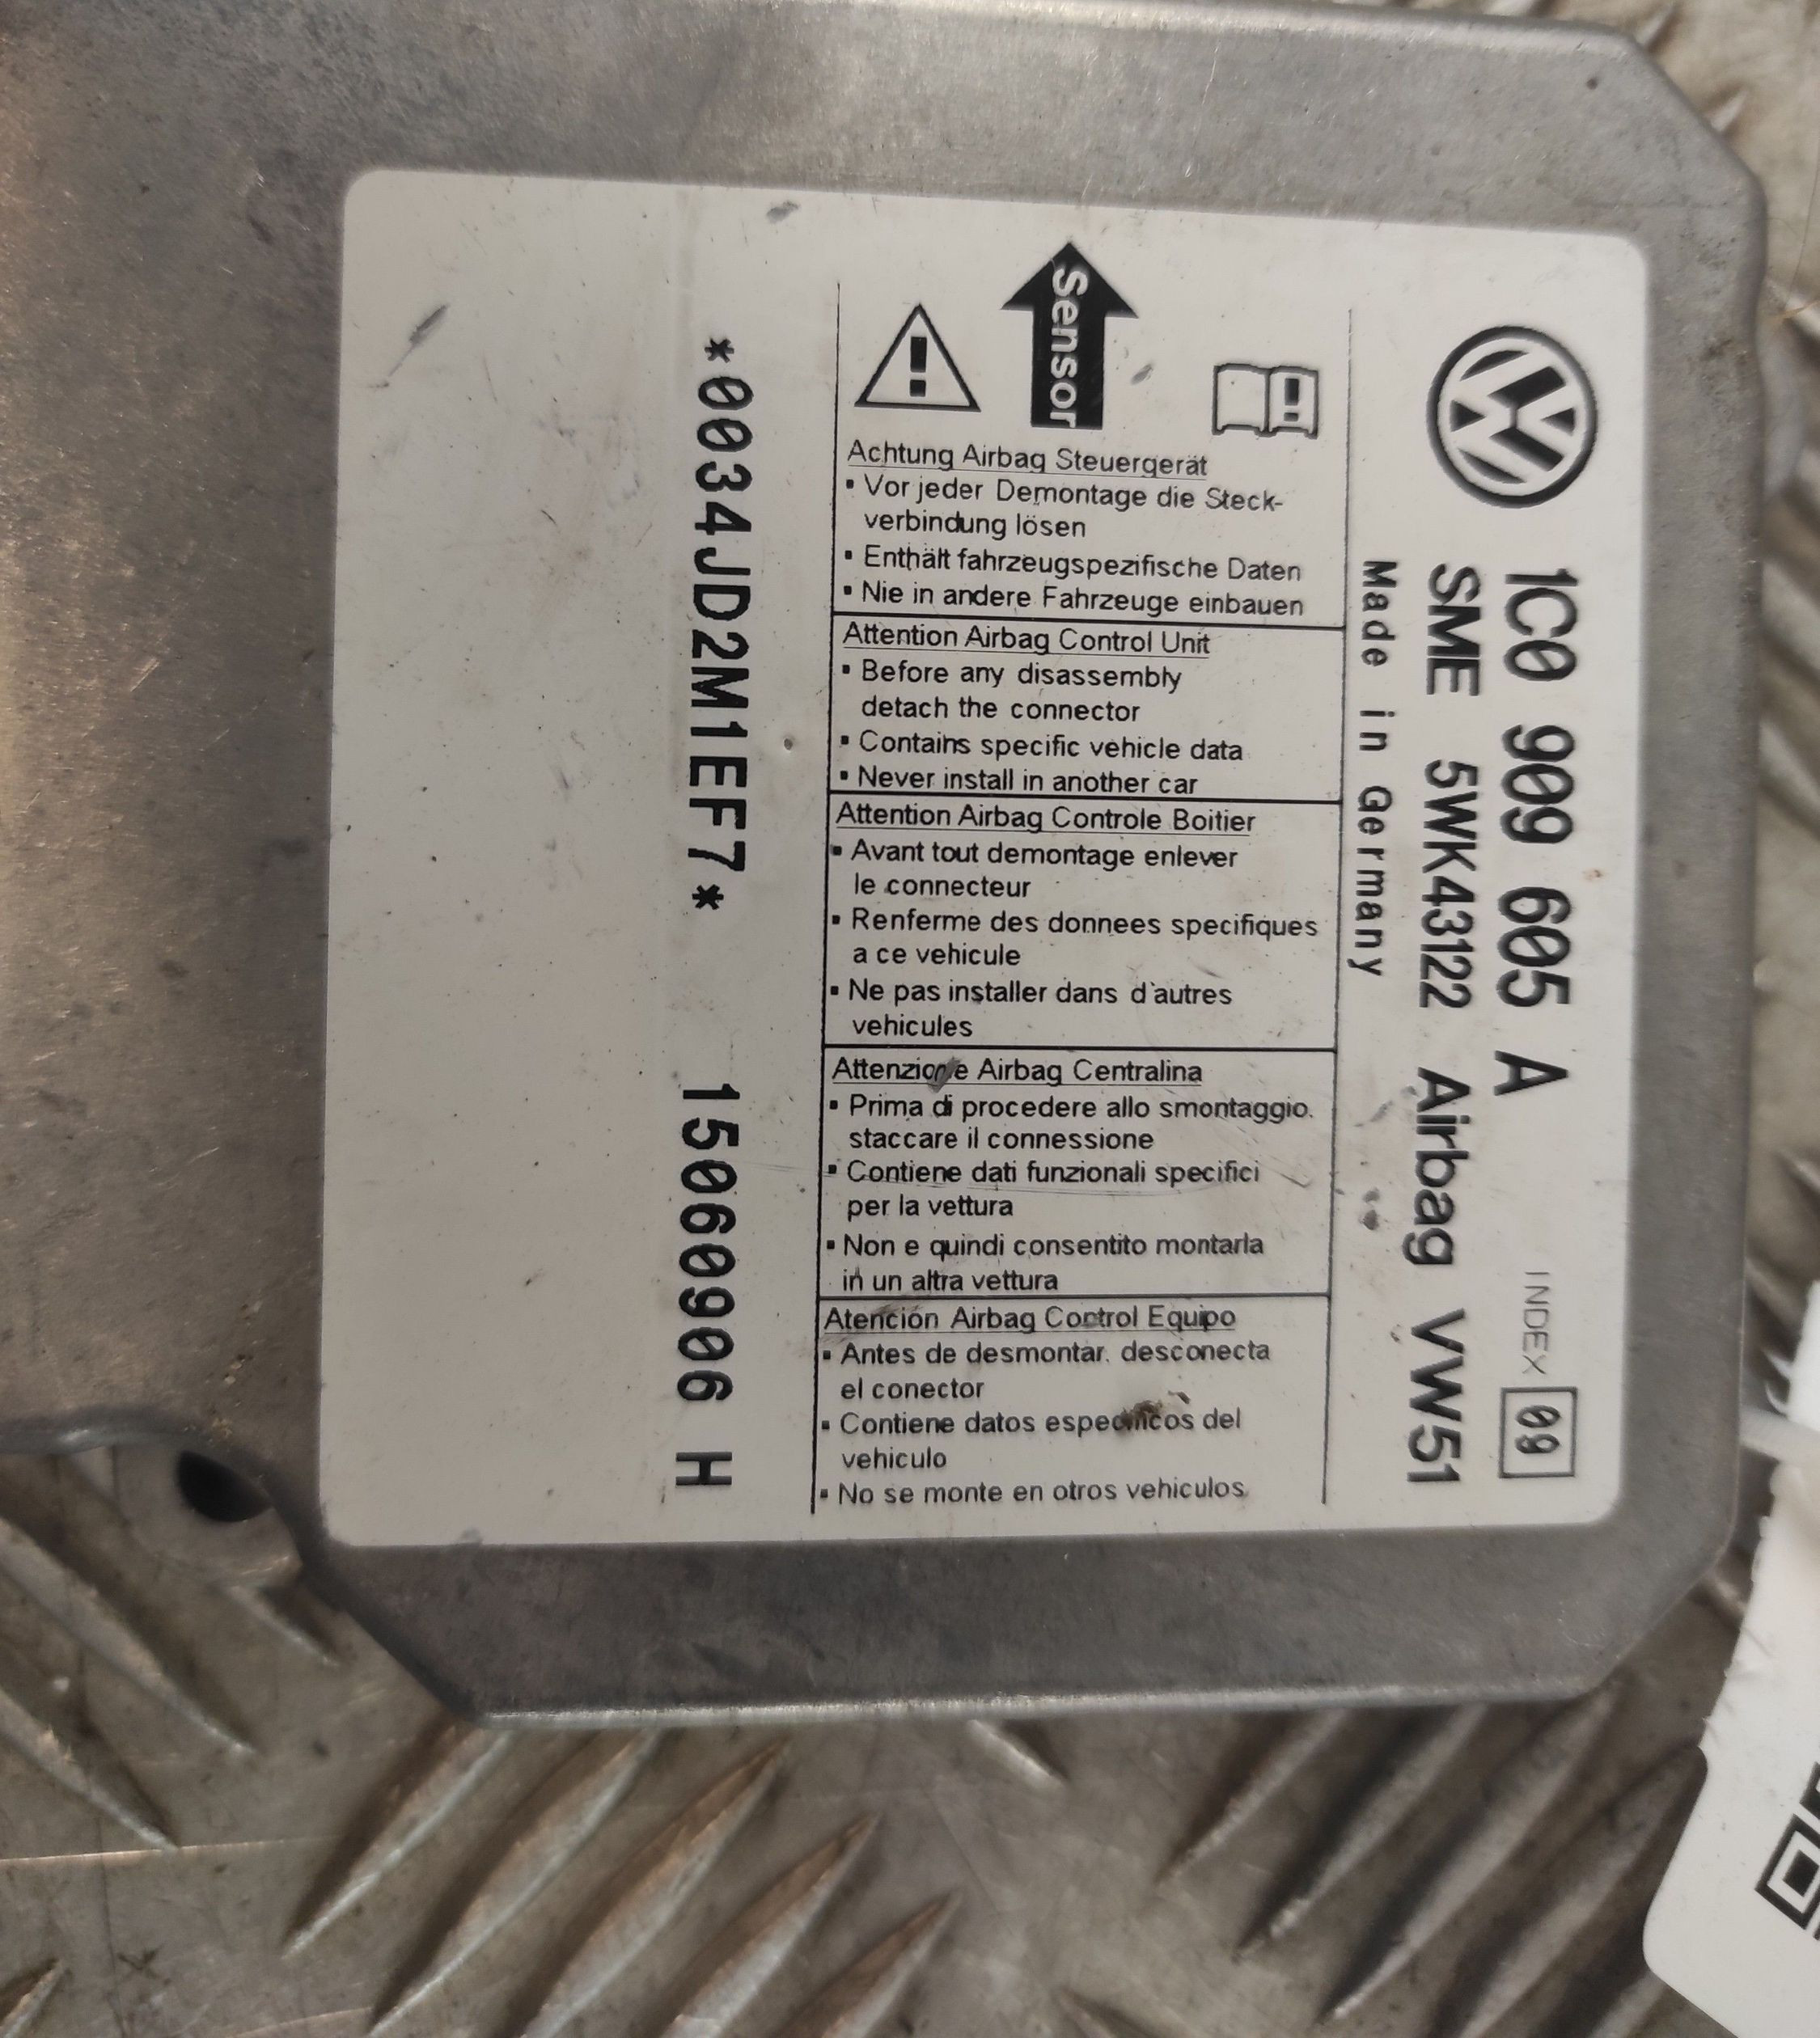 1C0 909 605 A
INDEX 09
SME 5WK43122 Airbag VW51
Made in Germany
Sensor
Achtung Airbag Steuergerät
▪ Vor jeder Demontage die Steck-
verbindung lösen
▪ Enthält fahrzeugspezifische Daten
▪ Nie in andere Fahrzeuge einbauen
Attention Airbag Control Unit
▪ Before any disassembly
detach the connector
▪ Contains specific vehicle data
▪ Never install in another car
Attention Airbag Controle Boitier
▪ Avant tout demontage enlever
le connecteur
▪ Renferme des donnees specifiques
a ce vehicule
▪ Ne pas installer dans d'autres
vehicules
Attenzione Airbag Centralina
▪ Prima di procedere allo smontaggio.
staccare il connessione
▪ Contiene dati funzionali specifici
per la vettura
▪ Non e quindi consentito montarla
in un altra vettura
Atención Airbag Control Equipo
▪ Antes de desmontar. desconecta
el conector
▪ Contiene datos especificos del
vehiculo
▪ No se monte en otros vehiculos
*0034JD2M1EF7* 15060906 H